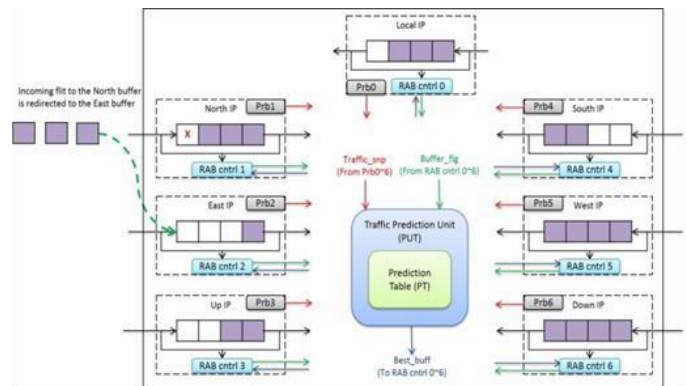 Local IP
Prb0
RAB cntrl 0
Incoming flit to the North buffer
is redirected to the East buffer
North IP
Prb1
X
RAB cntrl 1
Prb4
South IP
RAB cntrl 4
Traffic_snp
(From Prb0~6)
Buffer_flg
(From RAB cntrl 0~6)
East IP
Prb2
RAB cntrl 2
Prb5
West IP
RAB cntrl 5
Traffic Prediction Unit
(PUT)
Prediction
Table (PT)
Up IP
Prb3
RAB cntrl 3
Prb6
Down IP
RAB cntrl 6
Best_buff
(To RAB cntrl 0~6)